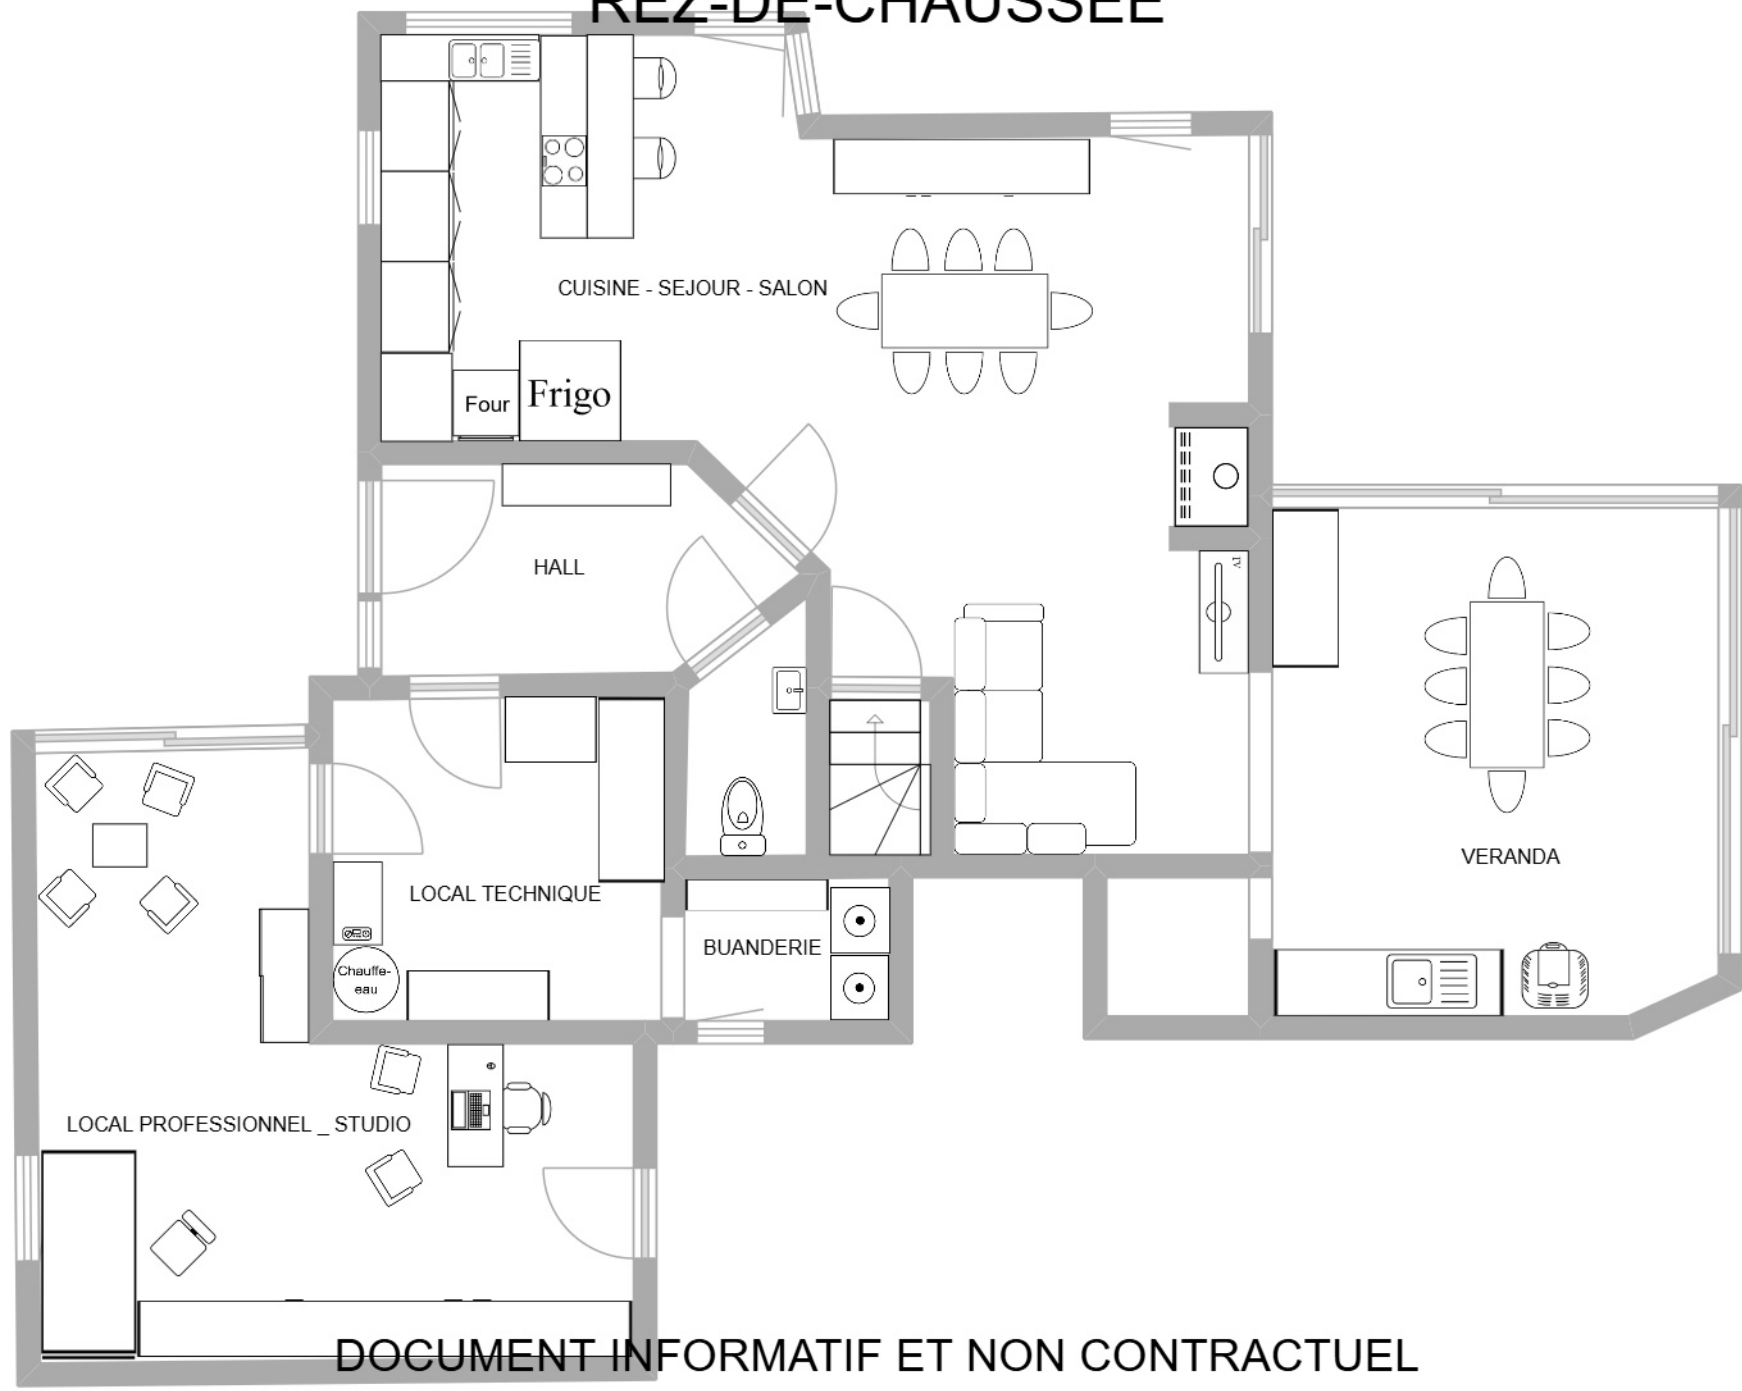 REZ-DE-CHAUSSEE
CUISINE - SEJOUR - SALON
Four
Frigo
HALL
TV
VERANDA
LOCAL TECHNIQUE
BUANDERIE
Chauffe-
eau
LOCAL PROFESSIONNEL _ STUDIO
DOCUMENT INFORMATIF ET NON CONTRACTUEL